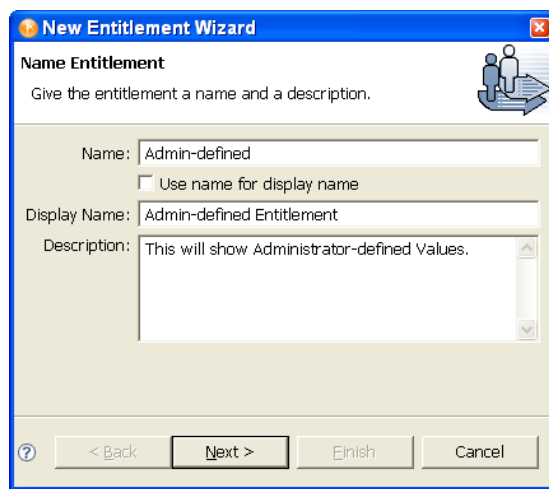 New Entitlement Wizard
Name Entitlement
Give the entitlement a name and a description.
Name: Admin-defined
Use name for display name
Display Name: Admin-defined Entitlement
Description: This will show Administrator-defined Values.
? < Back Next > Finish Cancel